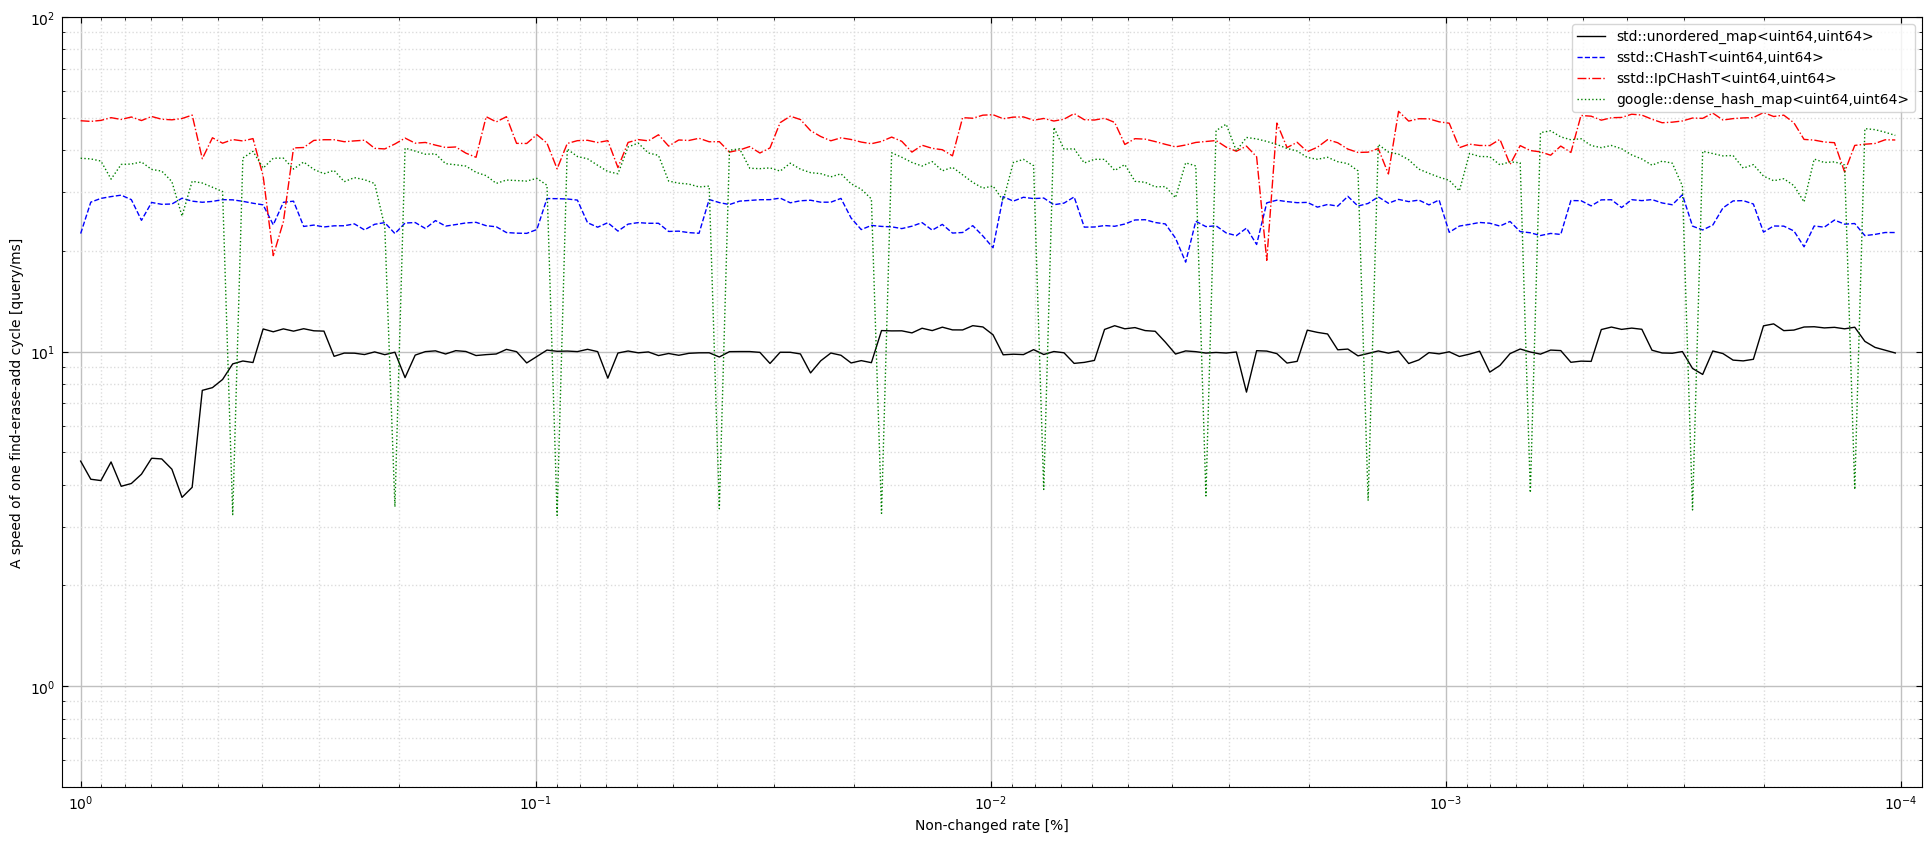 10²
10¹
10⁰
A speed of one find-erase-add cycle [query/ms]
std::unordered_map<uint64,uint64>
sstd::CHashT<uint64,uint64>
sstd::IpCHashT<uint64,uint64>
google::dense_hash_map<uint64,uint64>
10⁰ 10⁻¹ 10⁻² 10⁻³ 10⁻⁴
Non-changed rate [%]